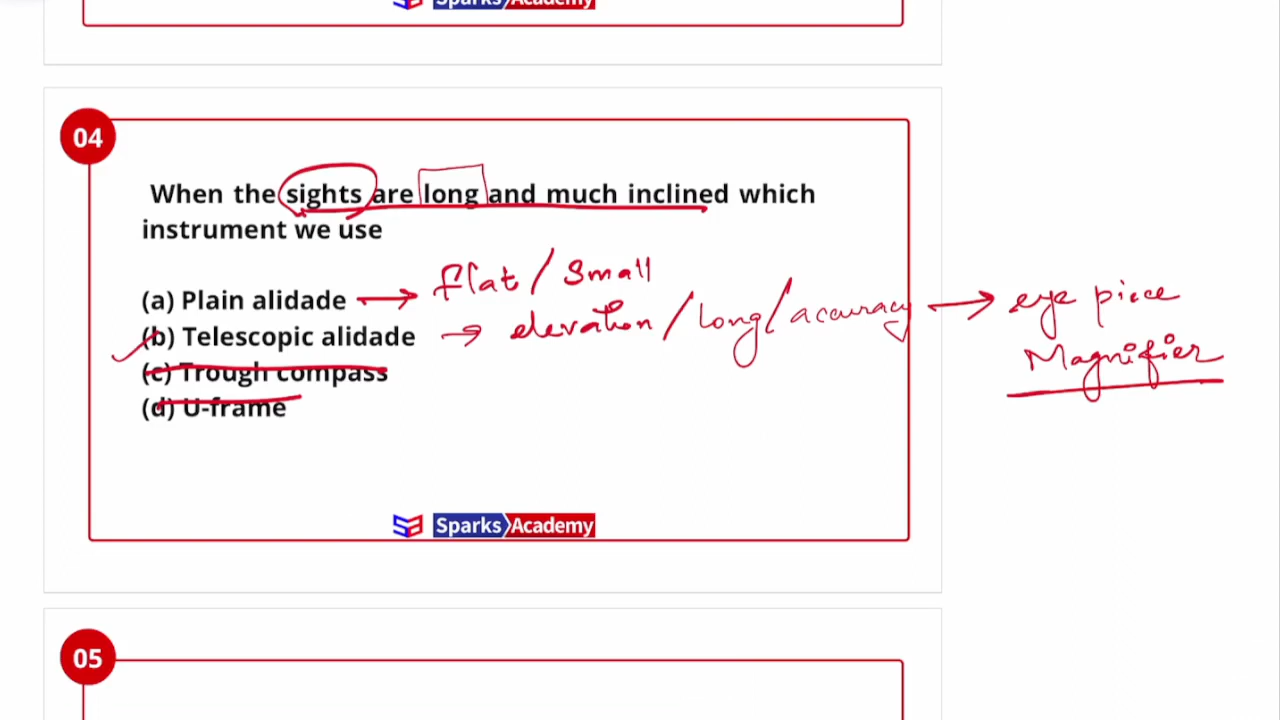 Sparks Academy
04
When the sights are long and much inclined which
instrument we use
(a) Plain alidade → flat / Small
(b) Telescopic alidade → elevation / Long / accuracy → eye piece
Magnifier
(c) Trough compass
(d) U-frame
Sparks Academy
05